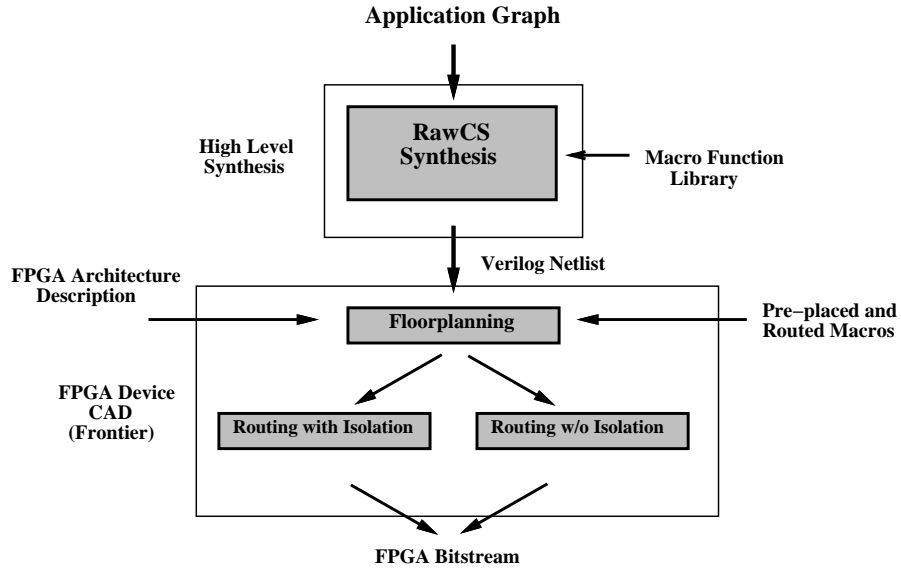 Application Graph
RawCS
Synthesis
High Level
Synthesis
Macro Function
Library
Verilog Netlist
FPGA Architecture
Description
Floorplanning
Pre−placed and
Routed Macros
FPGA Device
CAD
(Frontier)
Routing with Isolation
Routing w/o Isolation
FPGA Bitstream